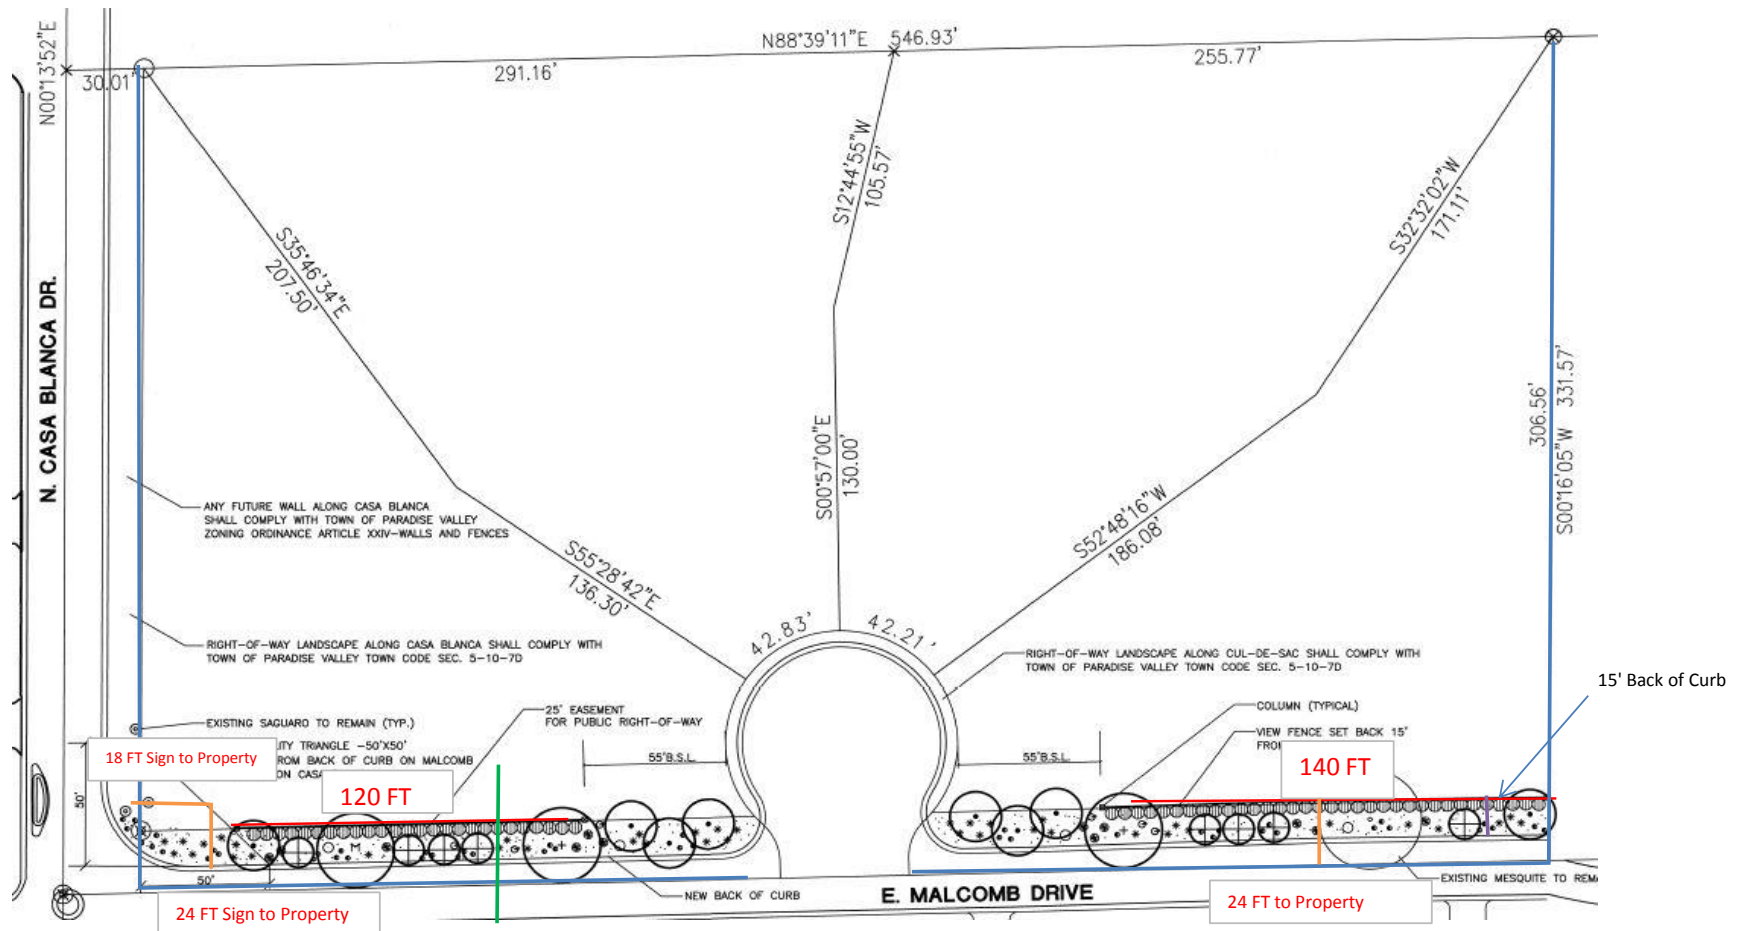 N88°39'11"E 546.93'
N00°13'52"E
30.01'
291.16'
255.77'
S12°44'55"W
105.57'
S35°46'34"E
207.50'
S32°32'02"W
171.11'
N. CASA BLANCA DR.
306.56'
S00°16'05"W 331.57'
S00°57'00"E
130.00'
ANY FUTURE WALL ALONG CASA BLANCA
SHALL COMPLY WITH TOWN OF PARADISE VALLEY
ZONING ORDINANCE ARTICLE XXIV-WALLS AND FENCES
S52°48'16"W
186.08'
S55°28'42"E
136.30'
42.83'
42.21'
RIGHT-OF-WAY LANDSCAPE ALONG CASA BLANCA SHALL COMPLY WITH
TOWN OF PARADISE VALLEY TOWN CODE SEC. 5-10-7D
RIGHT-OF-WAY LANDSCAPE ALONG CUL-DE-SAC SHALL COMPLY WITH
TOWN OF PARADISE VALLEY TOWN CODE SEC. 5-10-7D
15' Back of Curb
25' EASEMENT
FOR PUBLIC RIGHT-OF-WAY
COLUMN (TYPICAL)
EXISTING SAGUARO TO REMAIN (TYP.)
VIEW FENCE SET BACK 15'
FRO
ITY TRIANGLE -50'X50'
ROM BACK OF CURB ON MALCOMB
ON CASA
18 FT Sign to Property
55'B.S.L.
55'B.S.L.
140 FT
120 FT
50'
M
50'
NEW BACK OF CURB
E. MALCOMB DRIVE
EXISTING MESQUITE TO REMA
24 FT Sign to Property
24 FT to Property